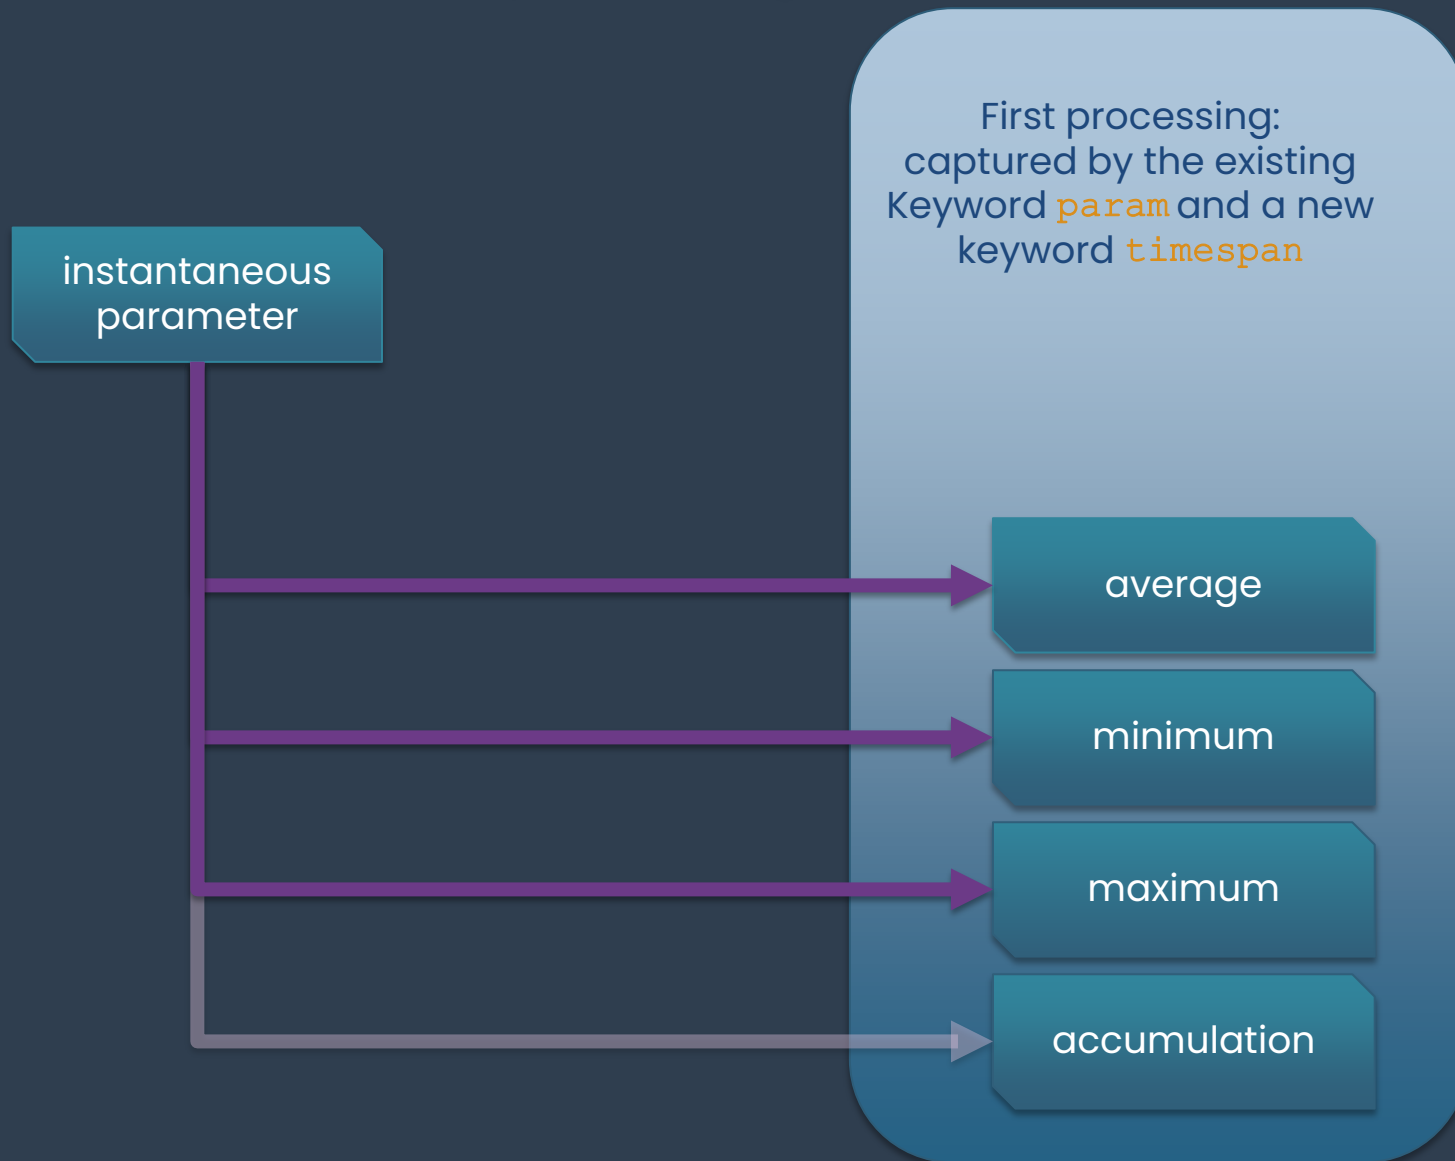 First processing:
captured by the existing
Keyword param and a new
keyword timespan
instantaneous
parameter
average
minimum
maximum
accumulation